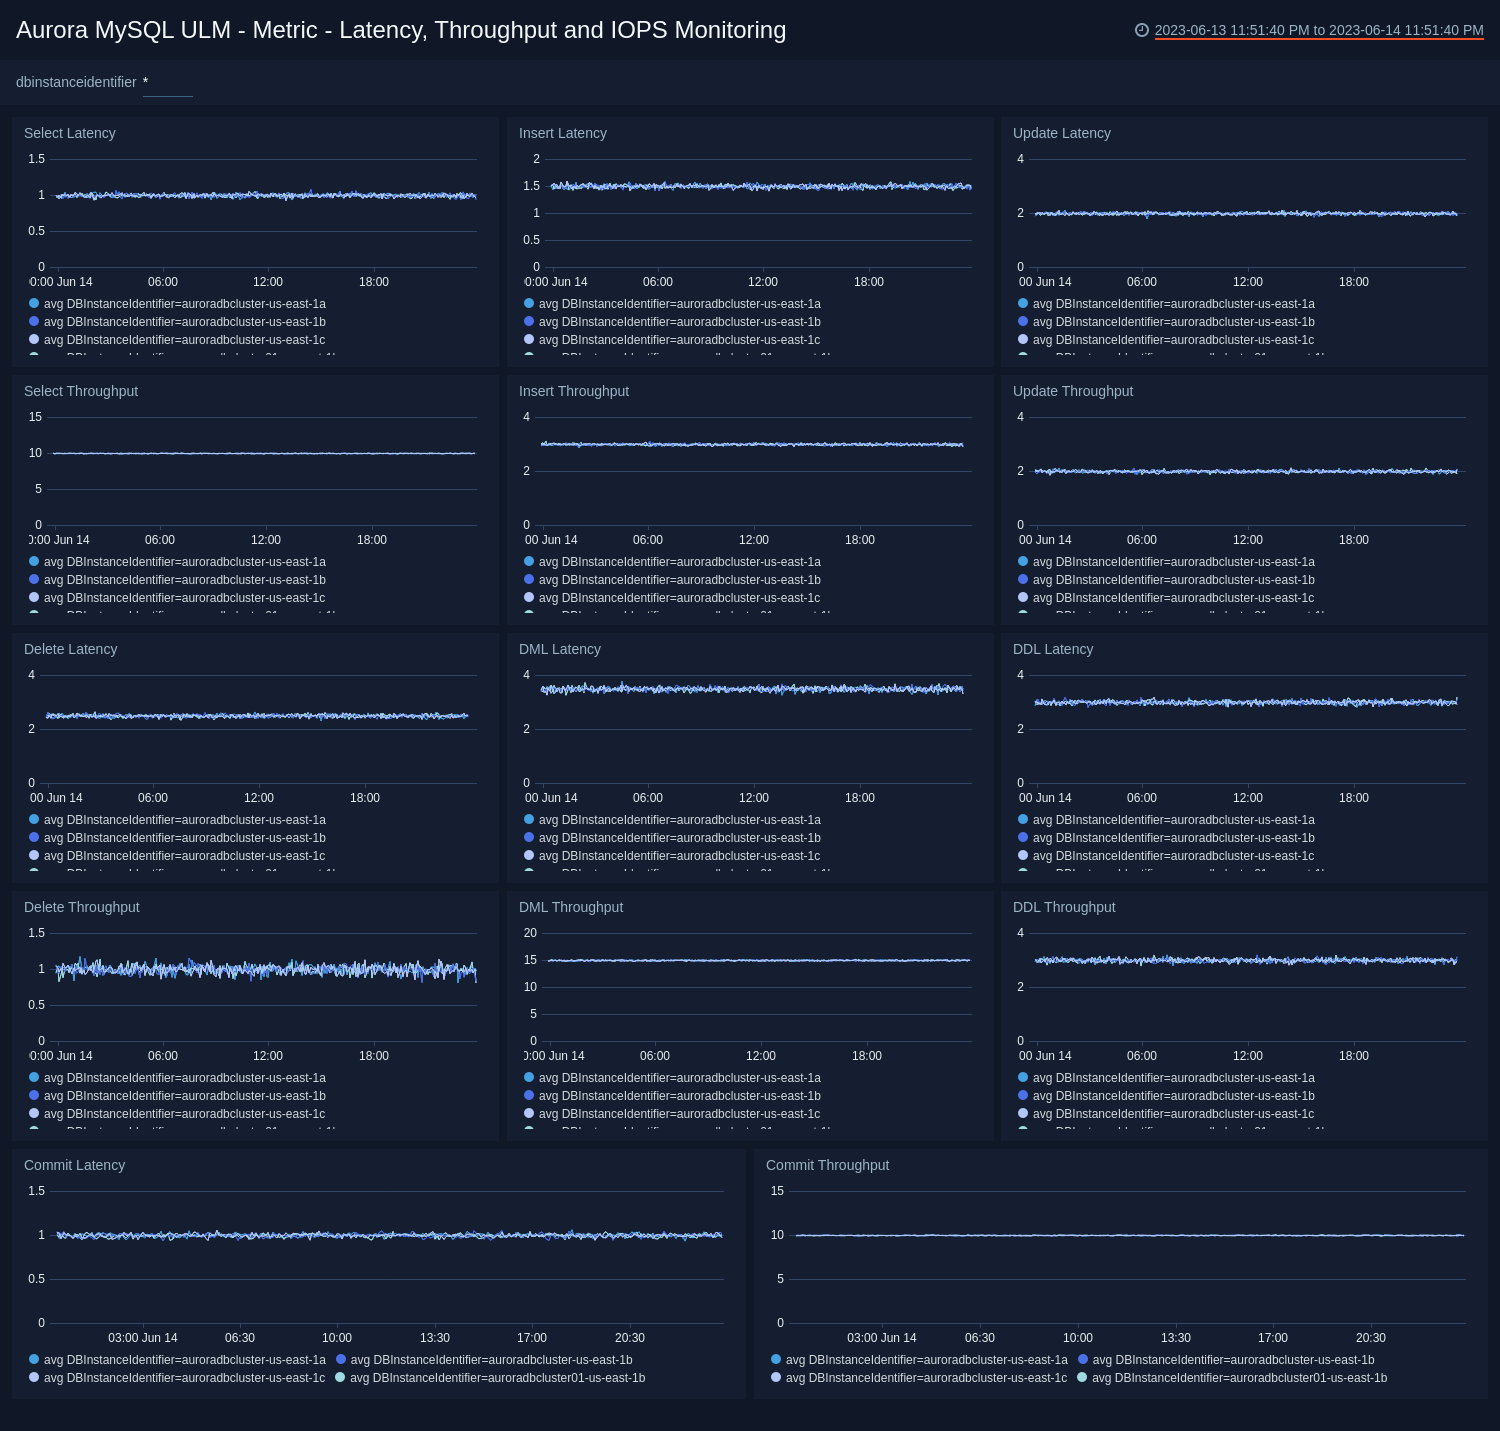 Aurora MySQL ULM - Metric - Latency, Throughput and IOPS Monitoring
2023-06-13 11:51:40 PM to 2023-06-14 11:51:40 PM
dbinstanceidentifier *
Select Latency
1.5
1
0.5
0
0:00 Jun 14 06:00 12:00 18:00
avg DBInstanceIdentifier=auroradbcluster-us-east-1a
avg DBInstanceIdentifier=auroradbcluster-us-east-1b
avg DBInstanceIdentifier=auroradbcluster-us-east-1c
Insert Latency
2
1.5
1
0.5
0
0:00 Jun 14 06:00 12:00 18:00
avg DBInstanceIdentifier=auroradbcluster-us-east-1a
avg DBInstanceIdentifier=auroradbcluster-us-east-1b
avg DBInstanceIdentifier=auroradbcluster-us-east-1c
Update Latency
4
2
0
00 Jun 14 06:00 12:00 18:00
avg DBInstanceIdentifier=auroradbcluster-us-east-1a
avg DBInstanceIdentifier=auroradbcluster-us-east-1b
avg DBInstanceIdentifier=auroradbcluster-us-east-1c
Select Throughput
15
10
5
0
0:00 Jun 14 06:00 12:00 18:00
avg DBInstanceIdentifier=auroradbcluster-us-east-1a
avg DBInstanceIdentifier=auroradbcluster-us-east-1b
avg DBInstanceIdentifier=auroradbcluster-us-east-1c
Insert Throughput
4
2
0
00 Jun 14 06:00 12:00 18:00
avg DBInstanceIdentifier=auroradbcluster-us-east-1a
avg DBInstanceIdentifier=auroradbcluster-us-east-1b
avg DBInstanceIdentifier=auroradbcluster-us-east-1c
Update Throughput
4
2
0
00 Jun 14 06:00 12:00 18:00
avg DBInstanceIdentifier=auroradbcluster-us-east-1a
avg DBInstanceIdentifier=auroradbcluster-us-east-1b
avg DBInstanceIdentifier=auroradbcluster-us-east-1c
Delete Latency
4
2
0
00 Jun 14 06:00 12:00 18:00
avg DBInstanceIdentifier=auroradbcluster-us-east-1a
avg DBInstanceIdentifier=auroradbcluster-us-east-1b
avg DBInstanceIdentifier=auroradbcluster-us-east-1c
DML Latency
4
2
0
00 Jun 14 06:00 12:00 18:00
avg DBInstanceIdentifier=auroradbcluster-us-east-1a
avg DBInstanceIdentifier=auroradbcluster-us-east-1b
avg DBInstanceIdentifier=auroradbcluster-us-east-1c
DDL Latency
4
2
0
00 Jun 14 06:00 12:00 18:00
avg DBInstanceIdentifier=auroradbcluster-us-east-1a
avg DBInstanceIdentifier=auroradbcluster-us-east-1b
avg DBInstanceIdentifier=auroradbcluster-us-east-1c
Delete Throughput
1.5
1
0.5
0
0:00 Jun 14 06:00 12:00 18:00
avg DBInstanceIdentifier=auroradbcluster-us-east-1a
avg DBInstanceIdentifier=auroradbcluster-us-east-1b
avg DBInstanceIdentifier=auroradbcluster-us-east-1c
DML Throughput
20
15
10
5
0
0:00 Jun 14 06:00 12:00 18:00
avg DBInstanceIdentifier=auroradbcluster-us-east-1a
avg DBInstanceIdentifier=auroradbcluster-us-east-1b
avg DBInstanceIdentifier=auroradbcluster-us-east-1c
DDL Throughput
4
2
0
00 Jun 14 06:00 12:00 18:00
avg DBInstanceIdentifier=auroradbcluster-us-east-1a
avg DBInstanceIdentifier=auroradbcluster-us-east-1b
avg DBInstanceIdentifier=auroradbcluster-us-east-1c
Commit Latency
1.5
1
0.5
0
03:00 Jun 14 06:30 10:00 13:30 17:00 20:30
avg DBInstanceIdentifier=auroradbcluster-us-east-1a avg DBInstanceIdentifier=auroradbcluster-us-east-1b
avg DBInstanceIdentifier=auroradbcluster-us-east-1c avg DBInstanceIdentifier=auroradbcluster01-us-east-1b
Commit Throughput
15
10
5
0
03:00 Jun 14 06:30 10:00 13:30 17:00 20:30
avg DBInstanceIdentifier=auroradbcluster-us-east-1a avg DBInstanceIdentifier=auroradbcluster-us-east-1b
avg DBInstanceIdentifier=auroradbcluster-us-east-1c avg DBInstanceIdentifier=auroradbcluster01-us-east-1b